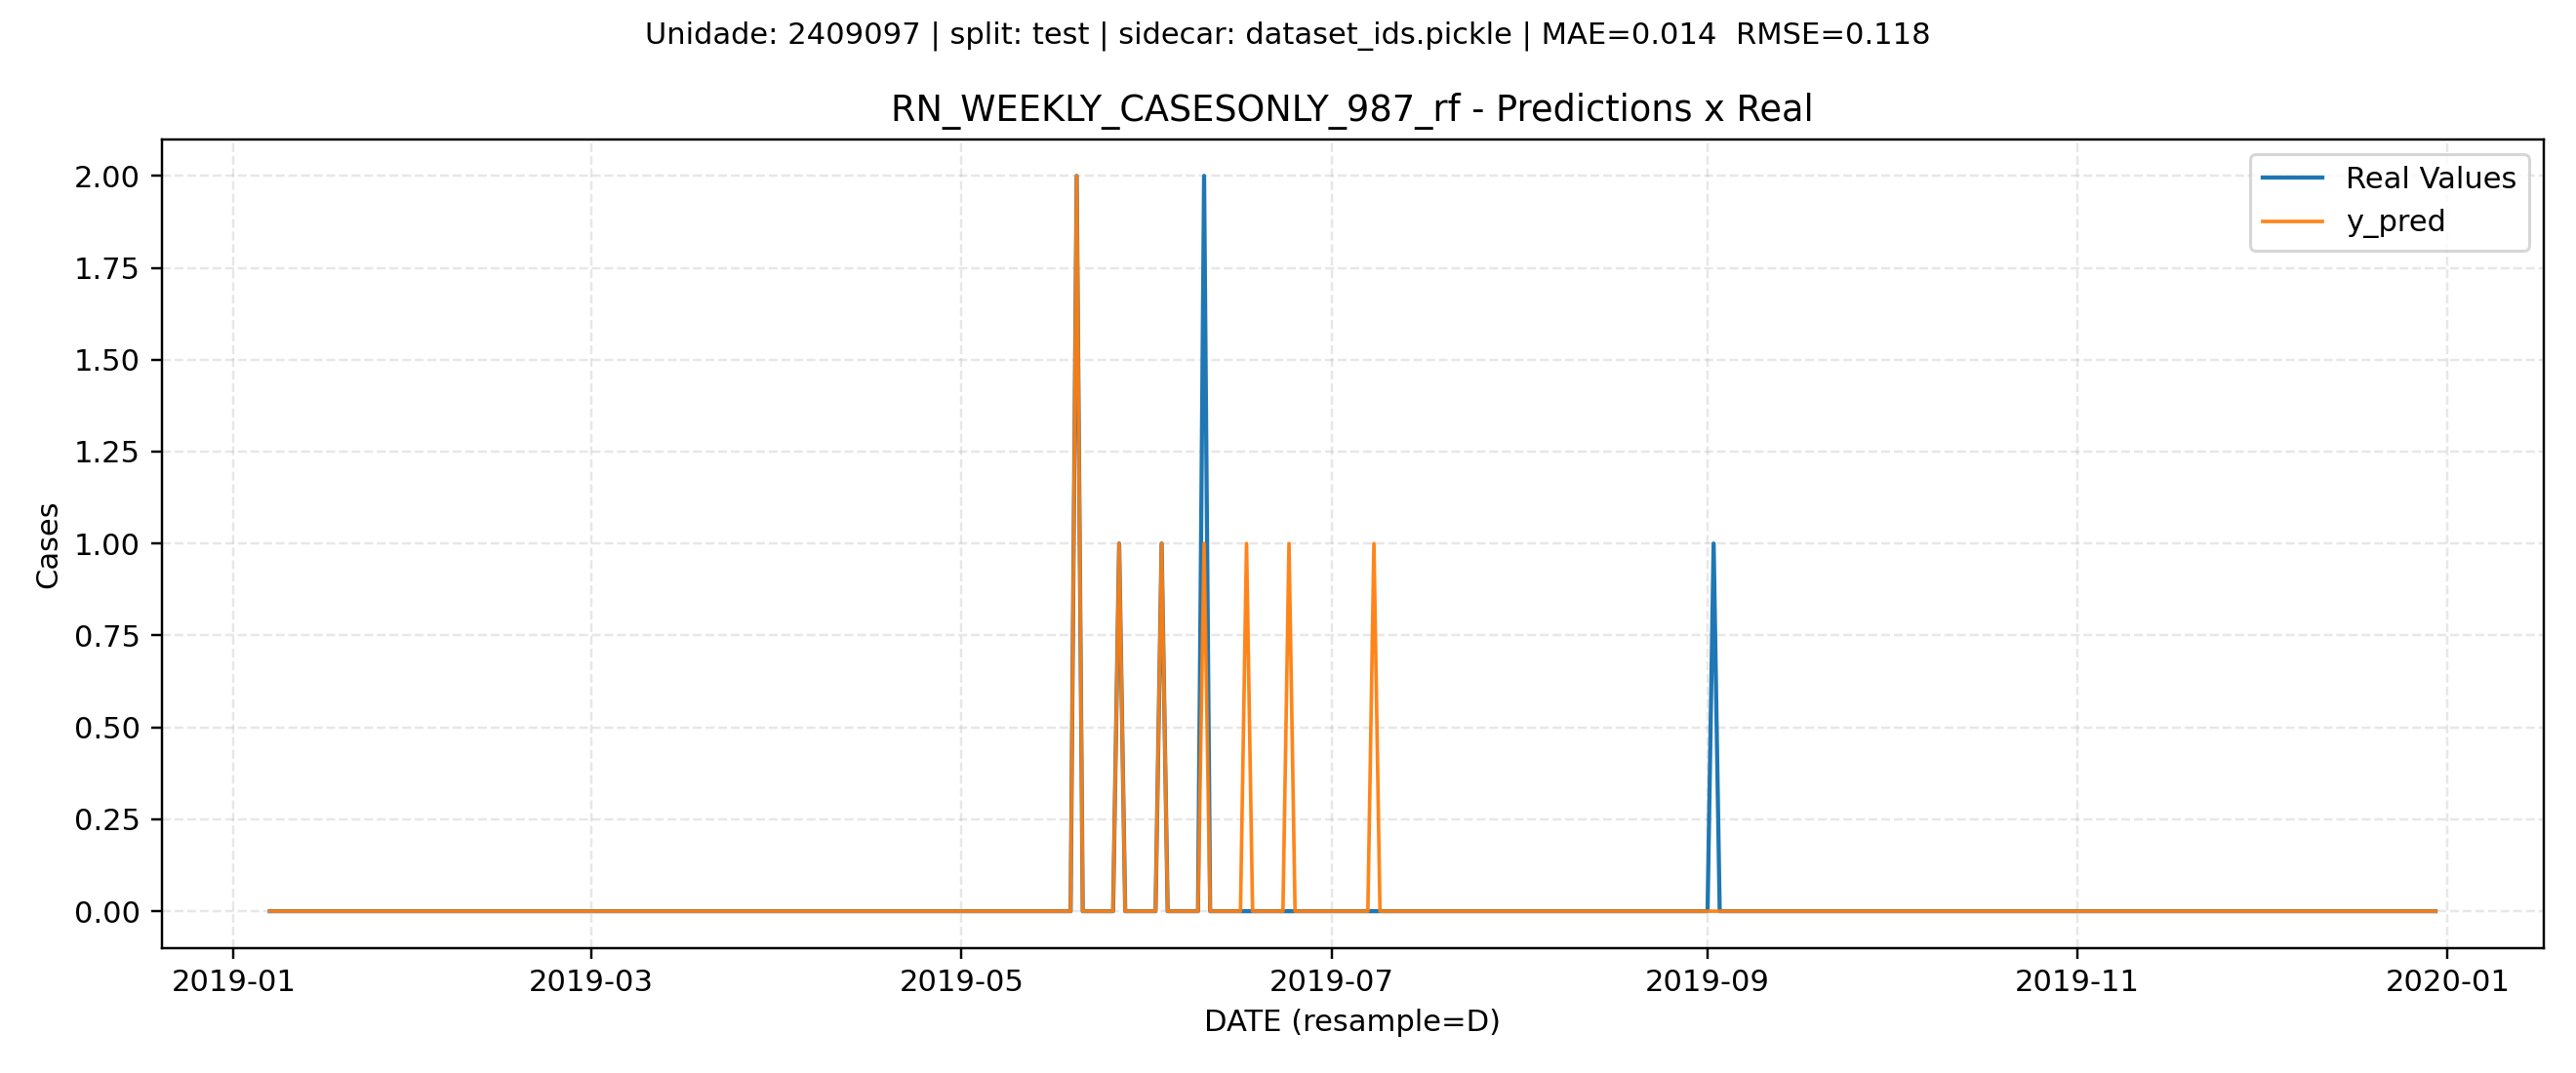 Unidade: 2409097 | split: test | sidecar: dataset_ids.pickle | MAE=0.014  RMSE=0.118
RN_WEEKLY_CASESONLY_987_rf - Predictions x Real
Real Values
y_pred
2.00
1.75
1.50
1.25
1.00
0.75
0.50
0.25
0.00
Cases
2019-01
2019-03
2019-05
2019-07
2019-09
2019-11
2020-01
DATE (resample=D)